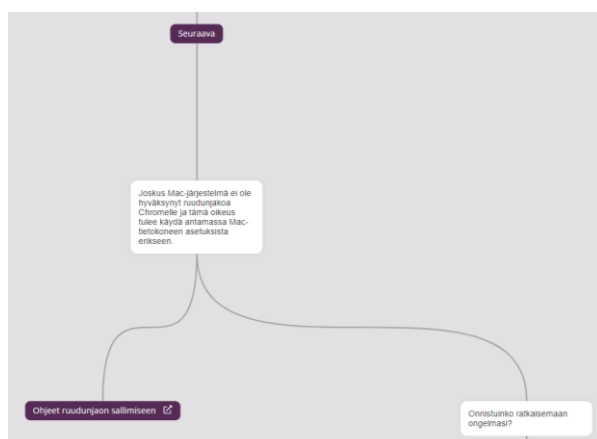 Seuraava
Joskus Mac-järjestelmä ei ole
hyväksynyt ruudunjakoa
Chromelle ja tämä oikeus
tulee käydä antamassa Mac-
tietokoneen asetuksista
erikseen.
Ohjeet ruudunjaon sallimiseen
Onnistuinko ratkaisemaan
ongelmasi?